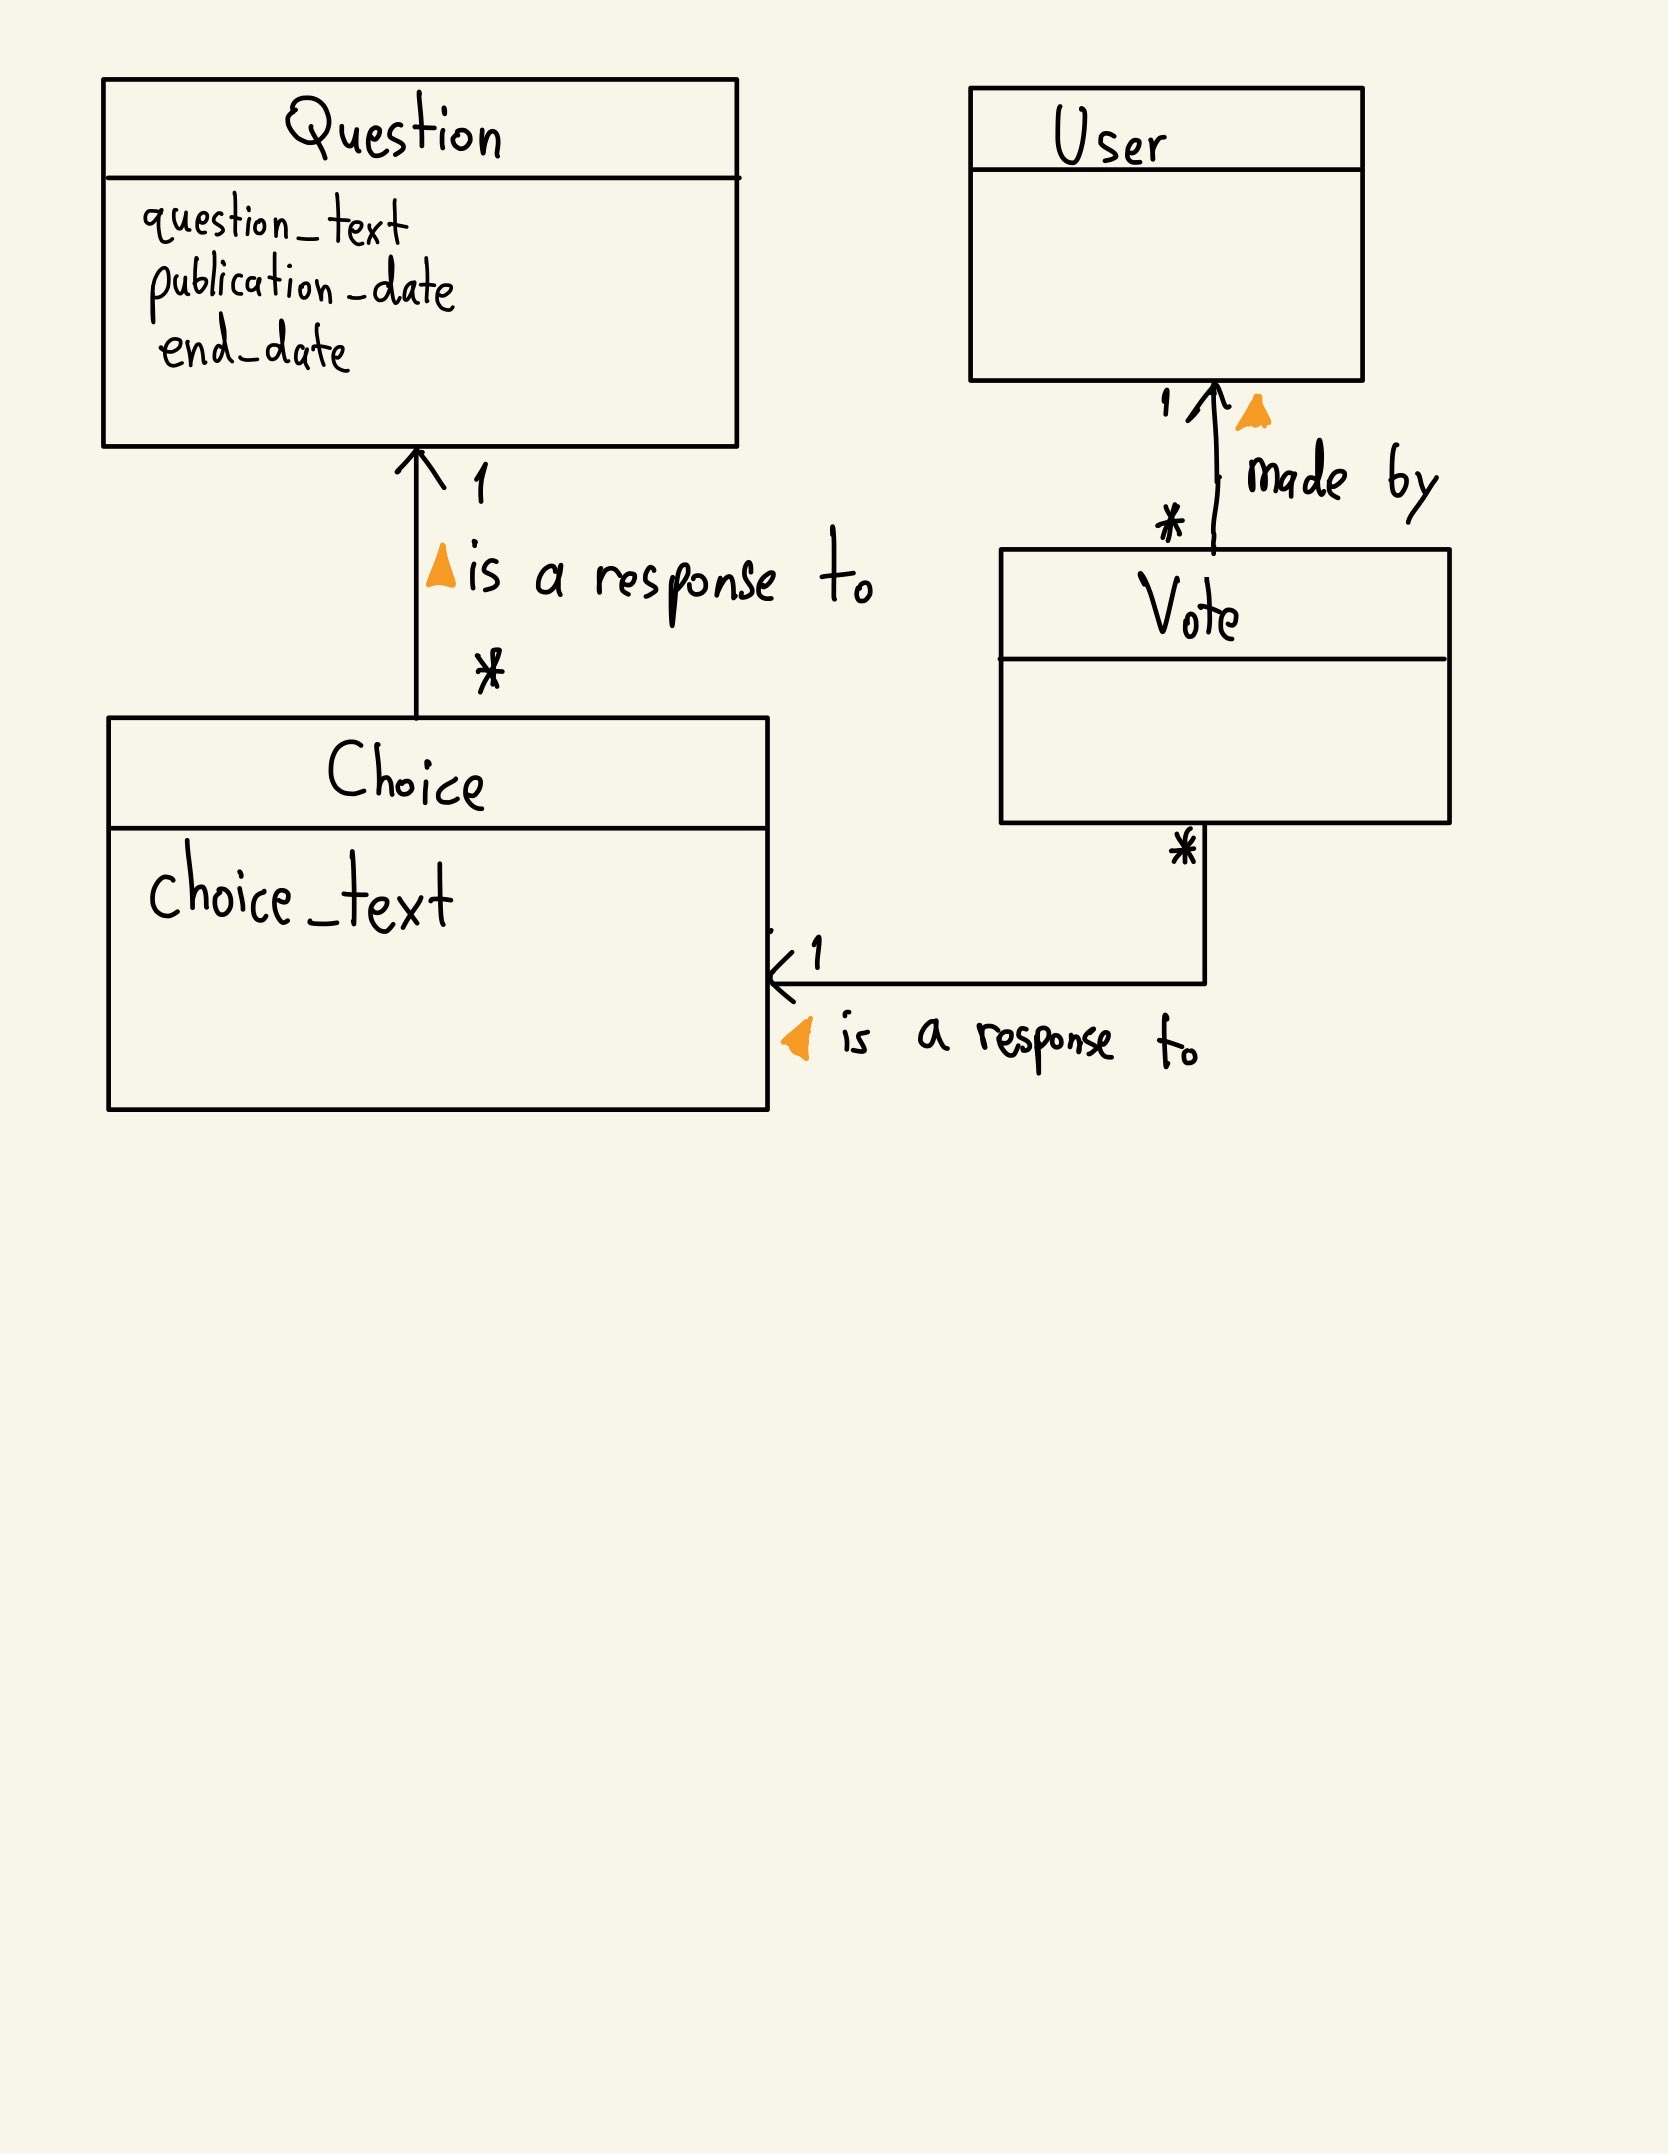 Question
question_text
publication_date
end_date
1
is a response to
*
Choice
choice_text
User
1
made by
*
Vote
*
1
is a response to